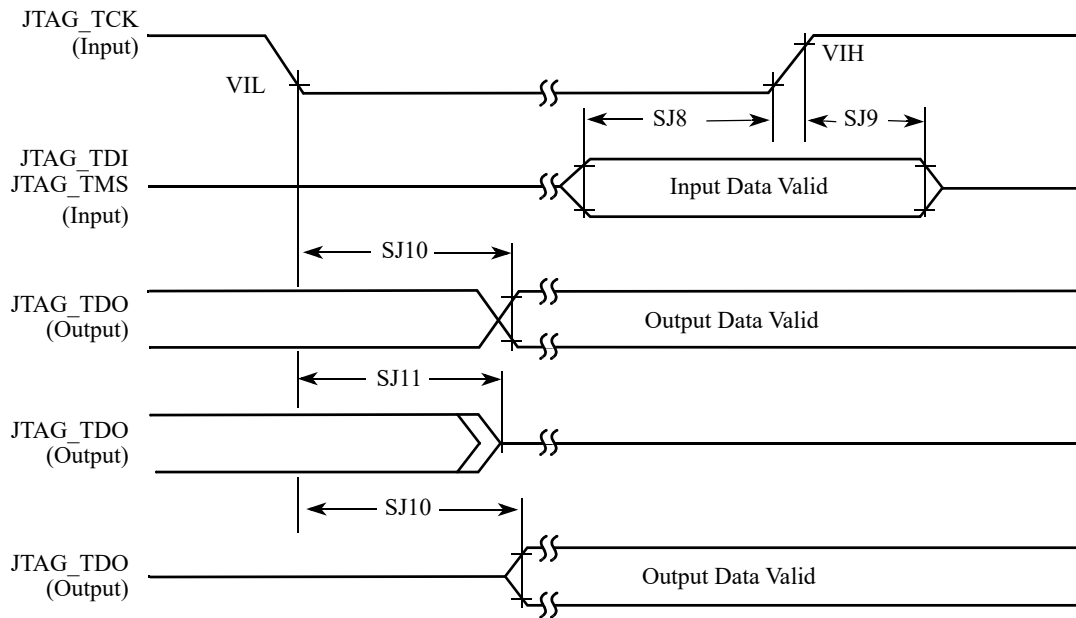 JTAG_TCK
(Input)
VIL
VIH
SJ8
SJ9
JTAG_TDI
JTAG_TMS
(Input)
Input Data Valid
SJ10
JTAG_TDO
(Output)
Output Data Valid
SJ11
JTAG_TDO
(Output)
SJ10
JTAG_TDO
(Output)
Output Data Valid